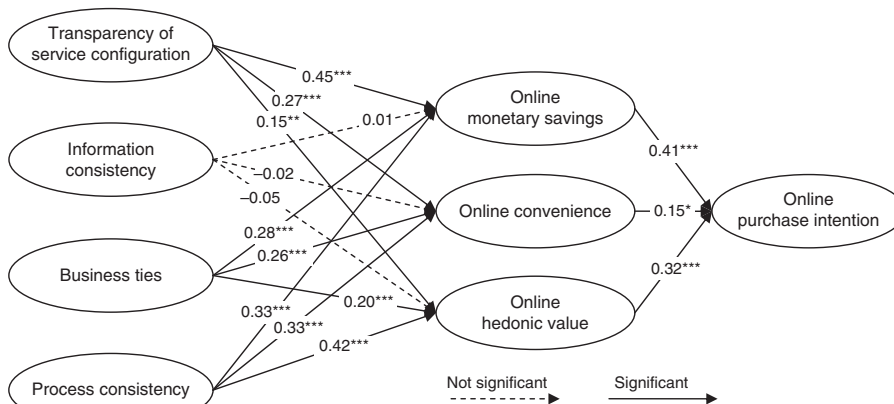 Transparency of
service configuration
Information
consistency
Business ties
Process consistency
0.45***
0.27***
0.15**
0.01
–0.02
–0.05
0.28***
0.26***
0.20***
0.33***
0.33***
0.42***
Online
monetary savings
Online convenience
Online
hedonic value
0.41***
0.15*
0.32***
Online
purchase intention
Not significant
Significant